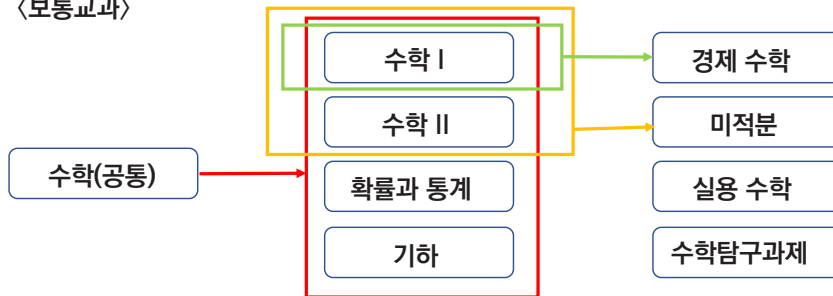 〈보통교과〉
수학 Ⅰ
경제 수학
수학 Ⅱ
미적분
수학(공통)
확률과 통계
실용 수학
기하
수학탐구과제